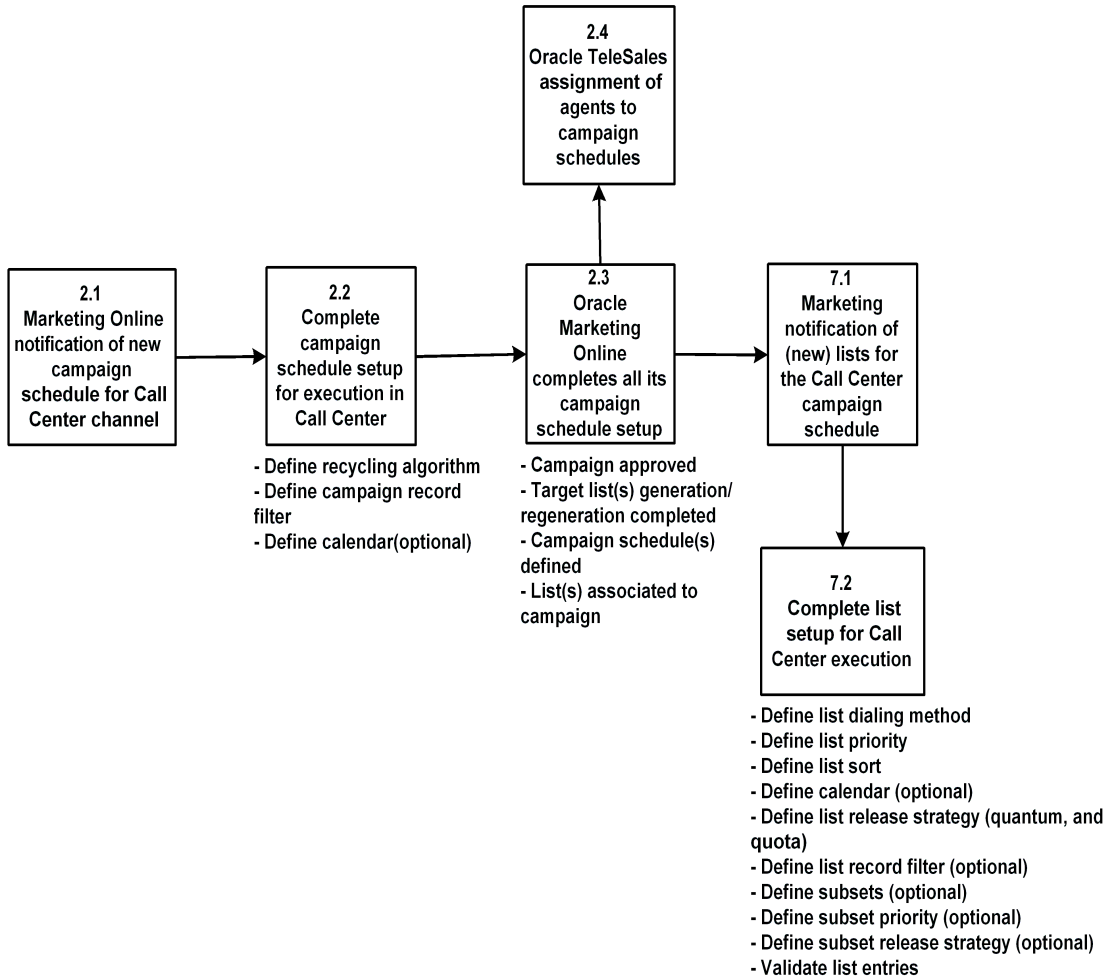 2.4
Oracle TeleSales
assignment of
agents to
campaign
schedules
2.1
Marketing Online
notification of new
campaign
schedule for Call
Center channel
2.2
Complete
campaign
schedule setup
for execution in
Call Center
- Define recycling algorithm
- Define campaign record
filter
- Define calendar(optional)
2.3
Oracle
Marketing
Online
completes all its
campaign
schedule setup
- Campaign approved
- Target list(s) generation/
regeneration completed
- Campaign schedule(s)
defined
- List(s) associated to
campaign
7.1
Marketing
notification of
(new) lists for
the Call Center
campaign
schedule
7.2
Complete list
setup for Call
Center execution
- Define list dialing method
- Define list priority
- Define list sort
- Define calendar (optional)
- Define list release strategy (quantum, and
quota)
- Define list record filter (optional)
- Define subsets (optional)
- Define subset priority (optional)
- Define subset release strategy (optional)
- Validate list entries